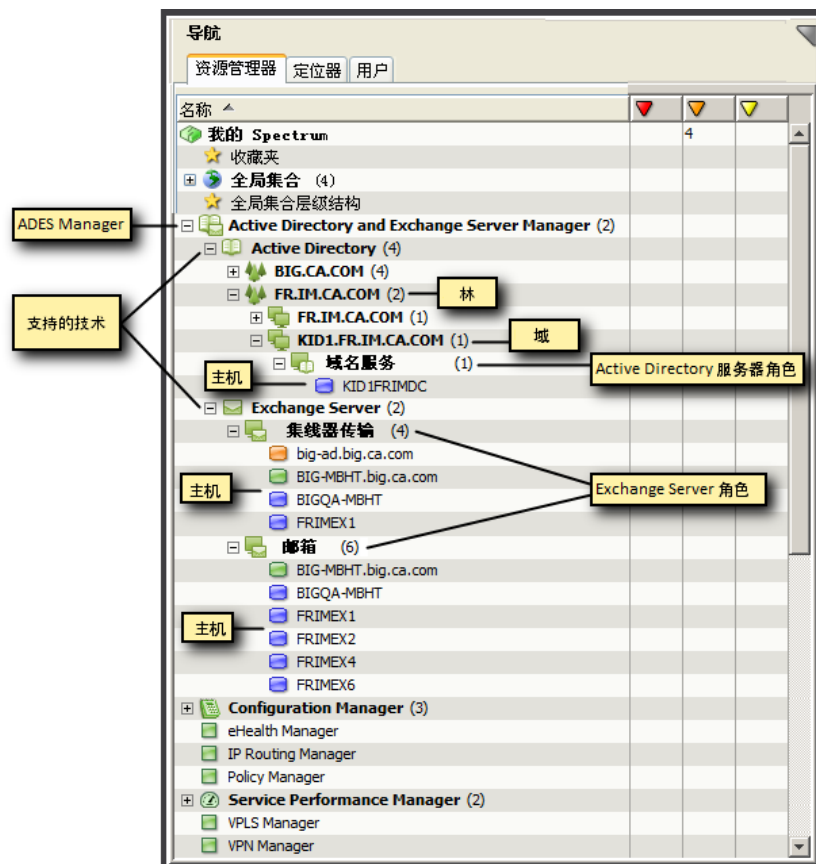 导航
资源管理器 定位器 用户
名称
我的 Spectrum 4
收藏夹
全局集合 (4)
全局集合层级结构
ADES Manager
Active Directory and Exchange Server Manager (2)
Active Directory (4)
BIG.CA.COM (4)
FR.IM.CA.COM (2) 林
支持的技术
FR.IM.CA.COM (1)
KID1.FR.IM.CA.COM (1) 域
域名服务 (1) Active Directory 服务器角色
主机 KID1FRIMDC
Exchange Server (2)
集线器传输 (4)
big-ad.big.ca.com
BIG-MBHT.big.ca.com
主机 BIGQA-MBHT Exchange Server 角色
FRIMEX1
邮箱 (6)
BIG-MBHT.big.ca.com
BIGQA-MBHT
FRIMEX1
主机 FRIMEX2
FRIMEX4
FRIMEX6
Configuration Manager (3)
eHealth Manager
IP Routing Manager
Policy Manager
Service Performance Manager (2)
VPLS Manager
VPN Manager